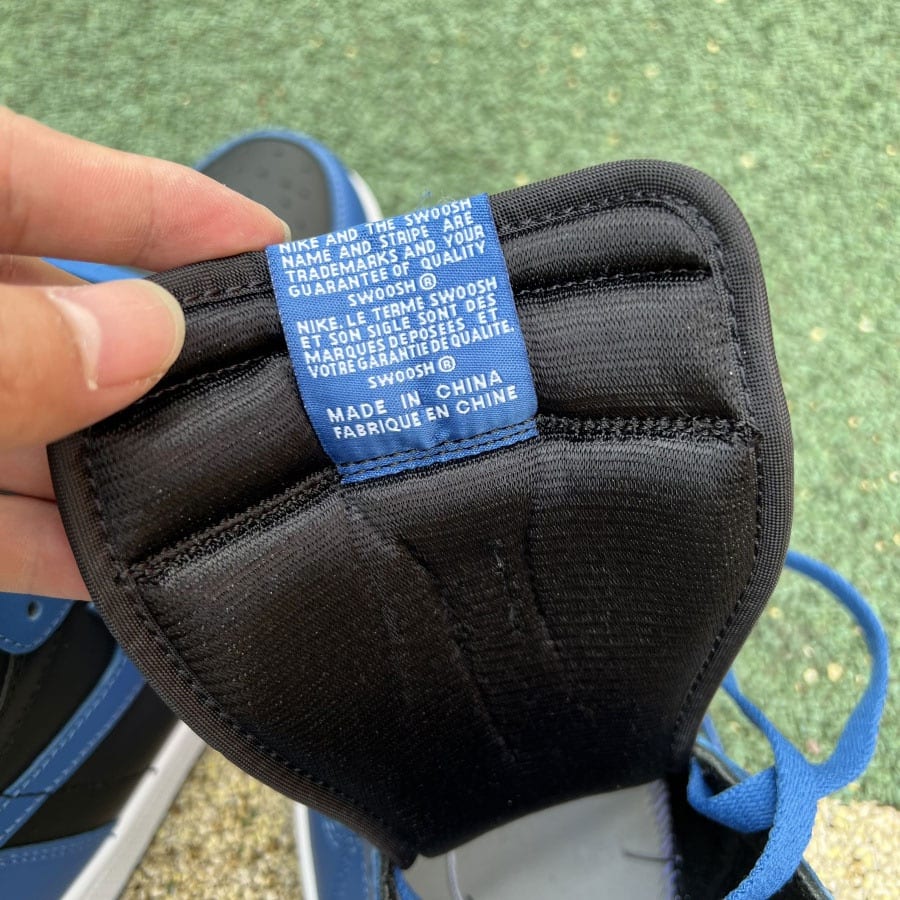 NIKE AND THE SWOOSH
NAME AND STRIPE ARE
TRADEMARKS AND YOUR
GUARANTEE OF QUALITY
SWOOSH ®
NIKE. LE TERME SWOOSH
ET SON SIGLE SONT DES
MARQUES DEPOSEES ET
VOTRE GARANTIE DE QUALITE.
SWOOSH ®
MADE IN CHINA
FABRIQUE EN CHINE